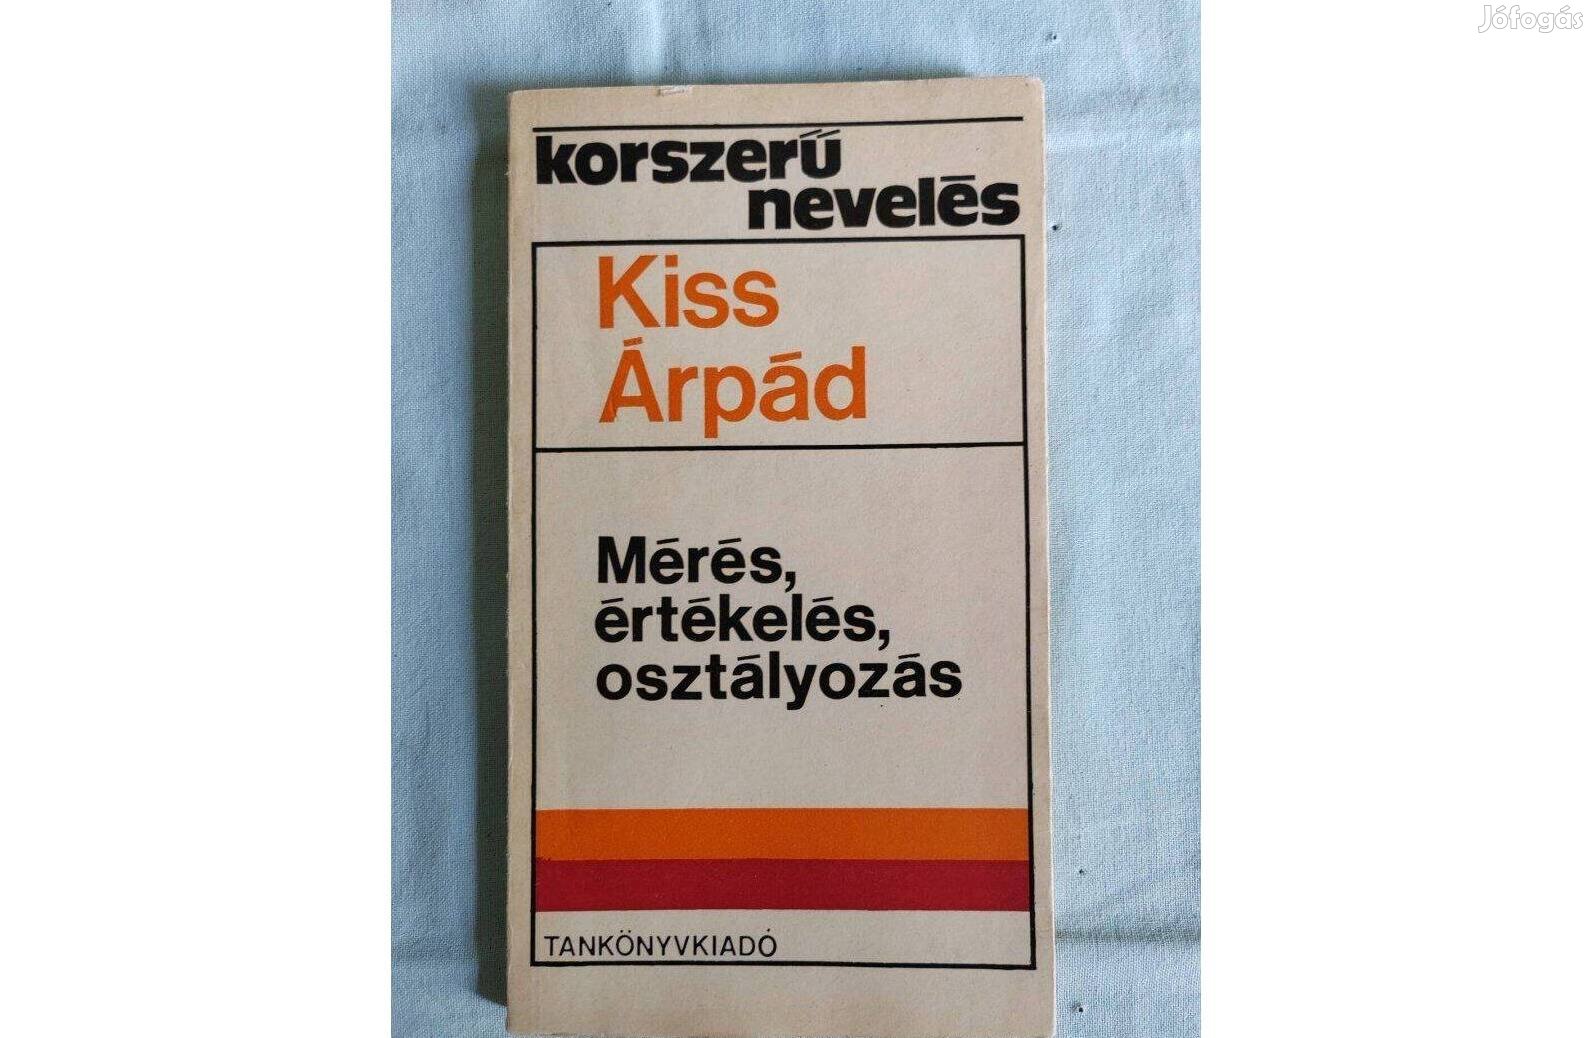 Jófogás
korszerű
nevelés
Kiss
Árpád
Mérés,
értékelés,
osztályozás
TANKÖNYVKIADÓ